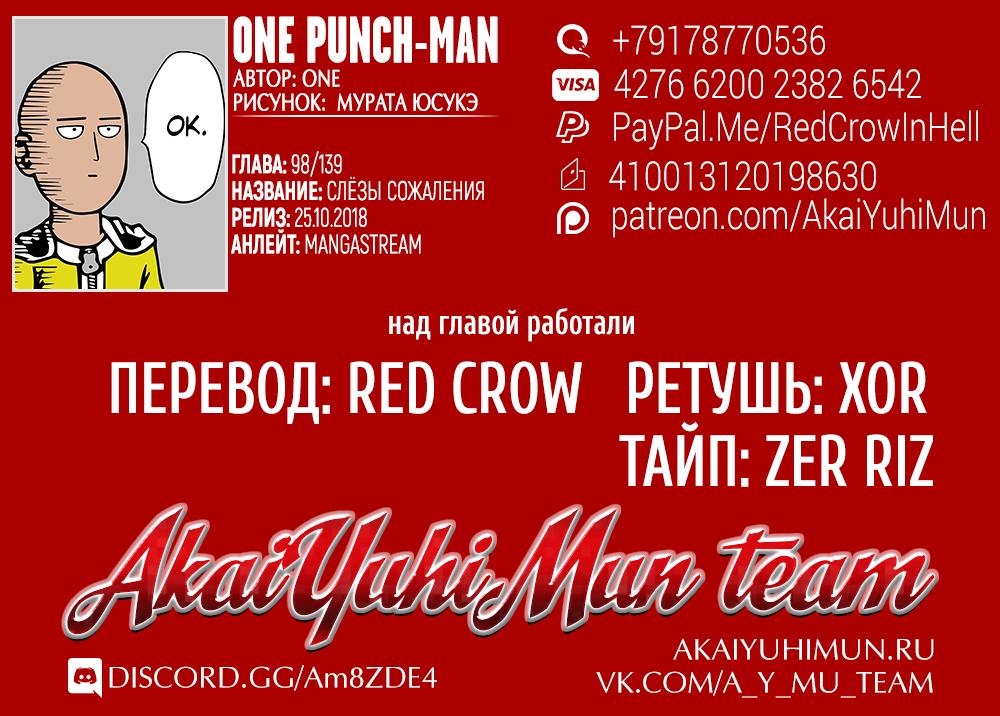 ONE PUNCH-MAN
АВТОР: ONE
РИСУНОК: МУРАТА ЮСУКЭ
OK.
ГЛАВА: 98/139
НАЗВАНИЕ: СЛЁЗЫ СОЖАЛЕНИЯ
РЕЛИЗ: 25.10.2018
АНЛЕЙТ: MANGASTREAM
+79178770536
VISA 4276 6200 2382 6542
PayPal.Me/RedCrowInHell
410013120198630
patreon.com/AkaiYuhiMun
над главой работали
ПЕРЕВОД: RED CROW РЕТУШЬ: XOR
ТАЙП: ZER RIZ
AkaiYuhiMun team
DISCORD.GG/Am8ZDE4
AKAIYUHIMUN.RU
VK.COM/A_Y_MU_TEAM